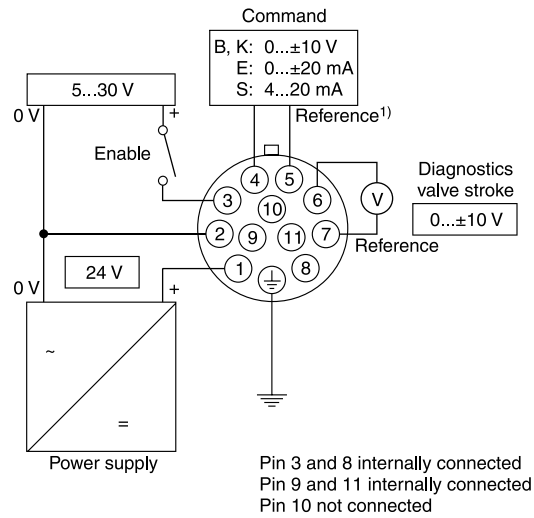 Command
B, K: 0...±10 V
E: 0...±20 mA
S: 4...20 mA
5...30 V
0 V
+
Reference1)
Enable
4
5
3
6
10
V
Diagnostics
valve stroke
0...±10 V
2
9
11
7
Reference
24 V
1
8
0 V
+
~
=
Power supply
Pin 3 and 8 internally connected
Pin 9 and 11 internally connected
Pin 10 not connected